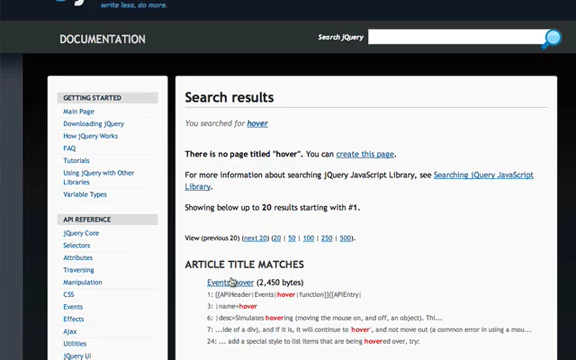 write less. do more.
DOCUMENTATION
Search jQuery
GETTING STARTED
Main Page
Downloading jQuery
How jQuery Works
FAQ
Tutorials
Using jQuery with Other
Libraries
Variable Types
API REFERENCE
jQuery Core
Selectors
Attributes
Traversing
Manipulation
CSS
Events
Effects
Ajax
Utilities
jQuery UI
Search results
You searched for hover
There is no page titled "hover". You can create this page.
For more information about searching jQuery JavaScript Library, see Searching jQuery JavaScript
Library.
Showing below up to 20 results starting with #1.
View (previous 20) (next 20) (20 | 50 | 100 | 250 | 500).
ARTICLE TITLE MATCHES
Events/hover (2,450 bytes)
1: {{APIHeader|Events|hover|function}}{{APIEntry|
3: |name=hover
6: |desc=Simulates hovering (moving the mouse on, and off, an object). Thi...
7: ...ide of a div), and if it is, it will continue to 'hover', and not move out (a common error in using a mou...
24: ... add a special style to list items that are being hovered over, try: